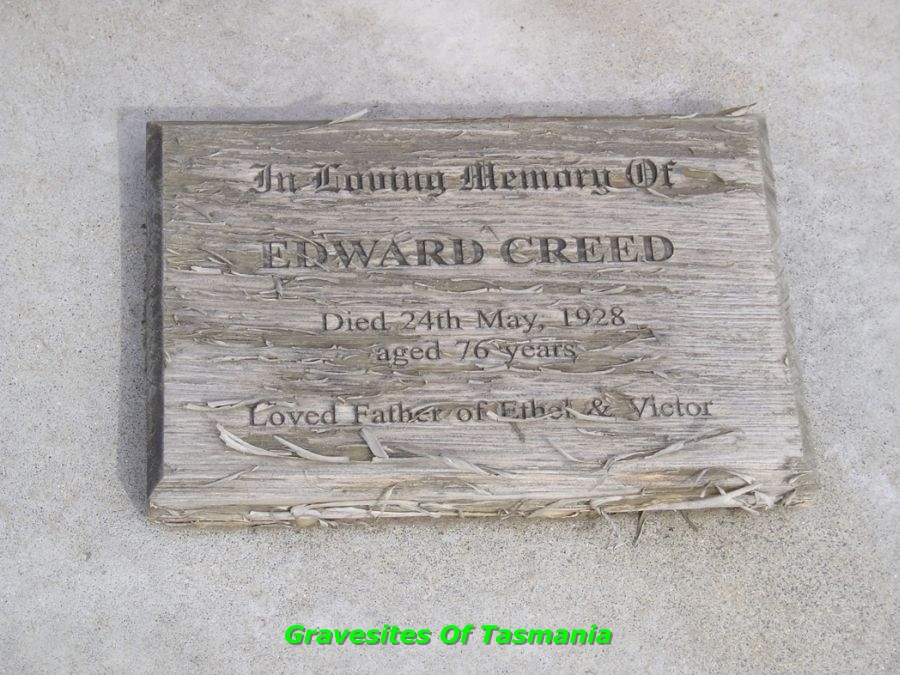 In Loving Memory Of
EDWARD CREED
Died 24th May, 1928
aged 76 years
Loved Father of Ethel & Victor
Gravesites Of Tasmania